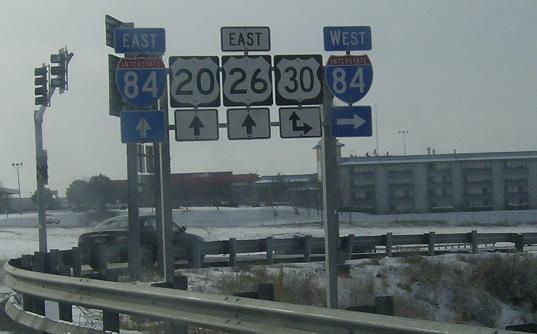 EAST EAST WEST
INTERSTATE 84 20 26 30 INTERSTATE 84